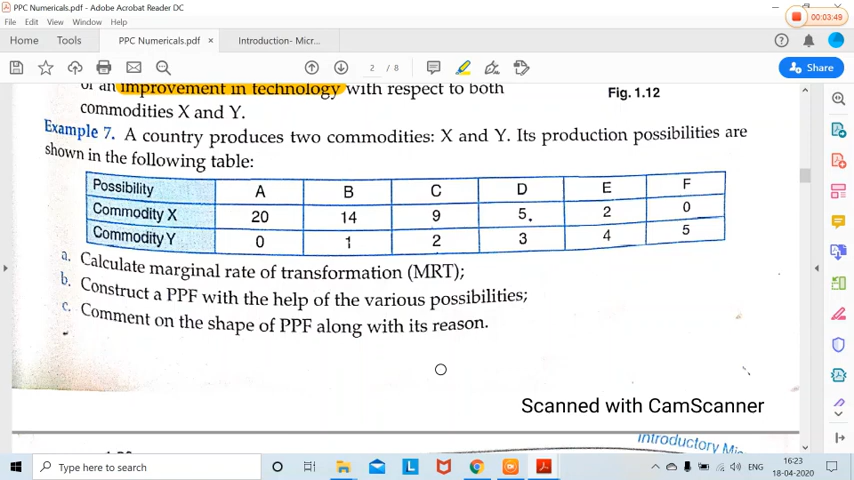 PPC Numericals.pdf - Adobe Acrobat Reader DC
00:03:49
File Edit View Window Help
Home Tools PPC Numericals.pdf × Introduction- Micr...
2 / 8
Share
of an improvement in technology with respect to both
commodities X and Y.
Fig. 1.12
Example 7. A country produces two commodities: X and Y. Its production possibilities are
shown in the following table:
Possibility A B C D E F
Commodity X 20 14 9 5 2 0
Commodity Y 0 1 2 3 4 5
a. Calculate marginal rate of transformation (MRT);
b. Construct a PPF with the help of the various possibilities;
c. Comment on the shape of PPF along with its reason.
Scanned with CamScanner
Introductory
Type here to search
ENG
16:23
18-04-2020